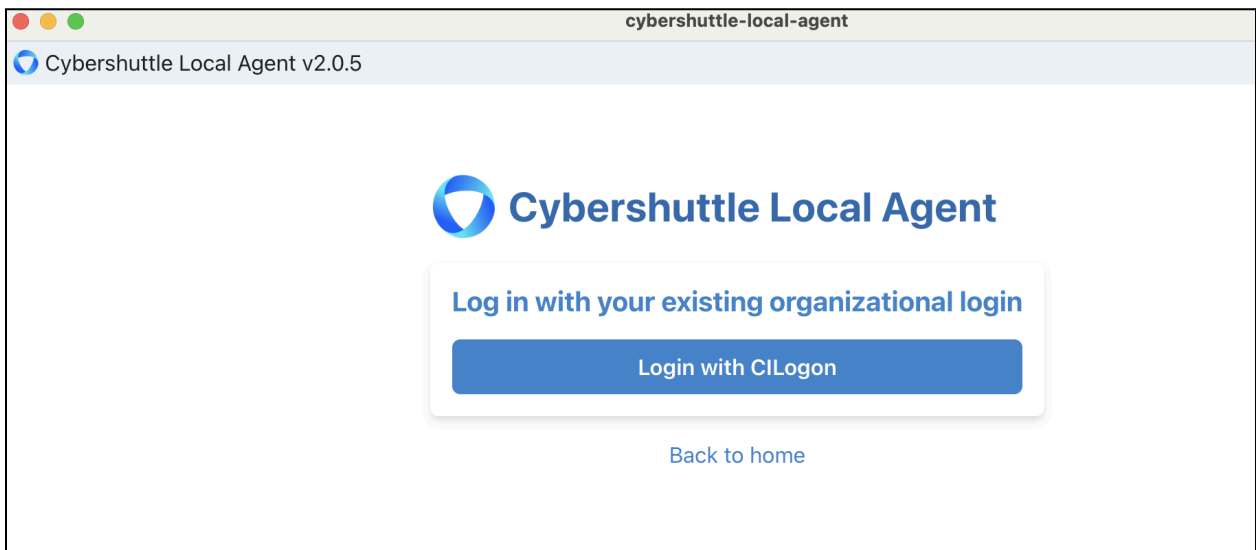 cybershuttle-local-agent
Cybershuttle Local Agent v2.0.5
Cybershuttle Local Agent
Log in with your existing organizational login
Login with CILogon
Back to home